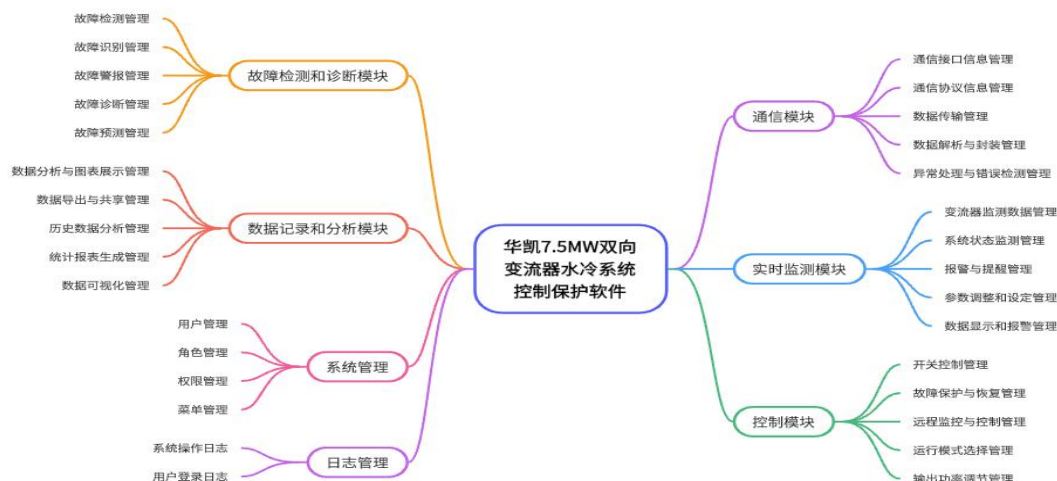 故障检测管理
故障识别管理
故障警报管理
故障诊断管理
故障预测管理
故障检测和诊断模块
数据分析与图表展示管理
数据导出与共享管理
历史数据分析管理
统计报表生成管理
数据可视化管理
数据记录和分析模块
用户管理
角色管理
权限管理
菜单管理
系统管理
系统操作日志
用户登录日志
日志管理
华凯7.5MW双向
变流器水冷系统
控制保护软件
通信模块
通信接口信息管理
通信协议信息管理
数据传输管理
数据解析与封装管理
异常处理与错误检测管理
实时监测模块
变流器监测数据管理
系统状态监测管理
报警与提醒管理
参数调整和设定管理
数据显示和报警管理
控制模块
开关控制管理
故障保护与恢复管理
远程监控与控制管理
运行模式选择管理
输出功率调节管理